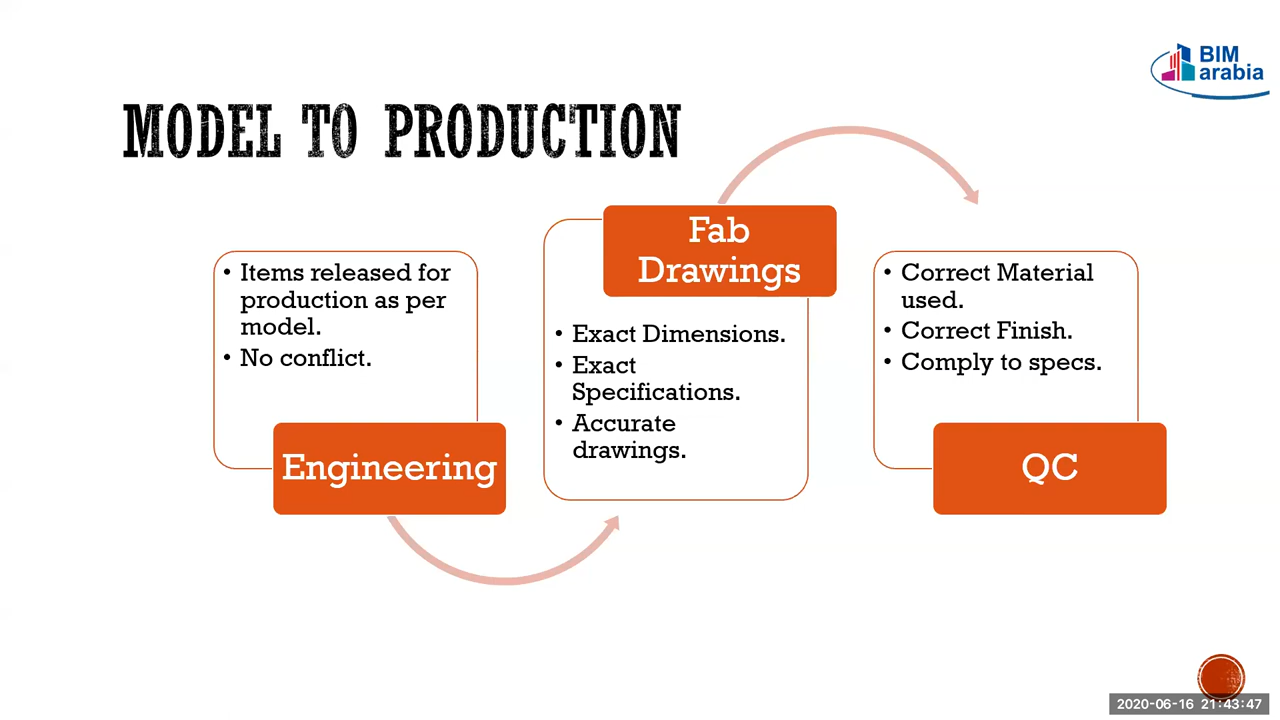 BIM
arabia
MODEL TO PRODUCTION
• Items released for
production as per
model.
• No conflict.
Engineering
Fab
Drawings
• Exact Dimensions.
• Exact
Specifications.
• Accurate
drawings.
• Correct Material
used.
• Correct Finish.
• Comply to specs.
QC
2020-06-16 21:43:47